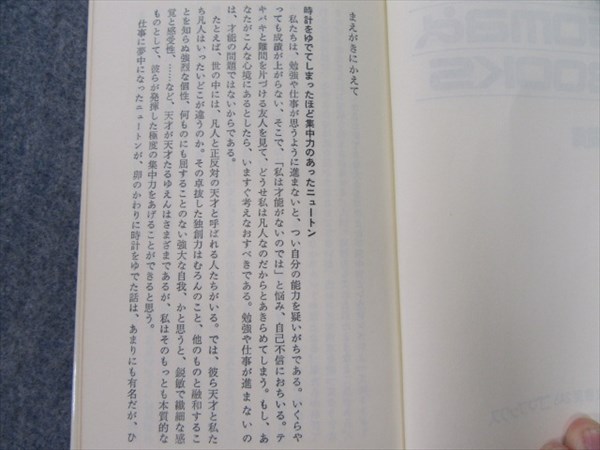 まえがきにかえて
時計をゆでてしまったほど集中力のあったニュートン
私たちは、勉強や仕事が思うように進まないと、つい自分の能力を疑いがちである。いくらや
っても成績が上がらない、そこで、「私は才能がないのでは」と悩み、自己不信におちいる。テ
キパキと難問を片づける友人を見て、どうせ私は凡人なのだからとあきらめてしまう。もし、あ
なたがこんな心境にあるとしたら、いますぐ考えなおすべきである。勉強や仕事が進まないの
は、才能の問題ではないからである。
たとえば、世の中には、凡人と正反対の天才と呼ばれる人たちがいる。では、彼ら天才と私た
ち凡人はいったいどこが違うのか。その卓抜した独創力はむろんのこと、他のものと融和するこ
とを知らぬ強烈な個性、何ものにも屈することのない強大な自我、かと思うと、鋭敏で繊細な感
覚と感受性、……など、天才が天才たるゆえんはさまざまであるが、私はそのもっとも本質的な
ものとして、彼らが発揮した極度の集中力をあげることができると思う。
仕事に夢中になったニュートンが、卵のかわりに時計をゆでた話は、あまりにも有名だが、ひ